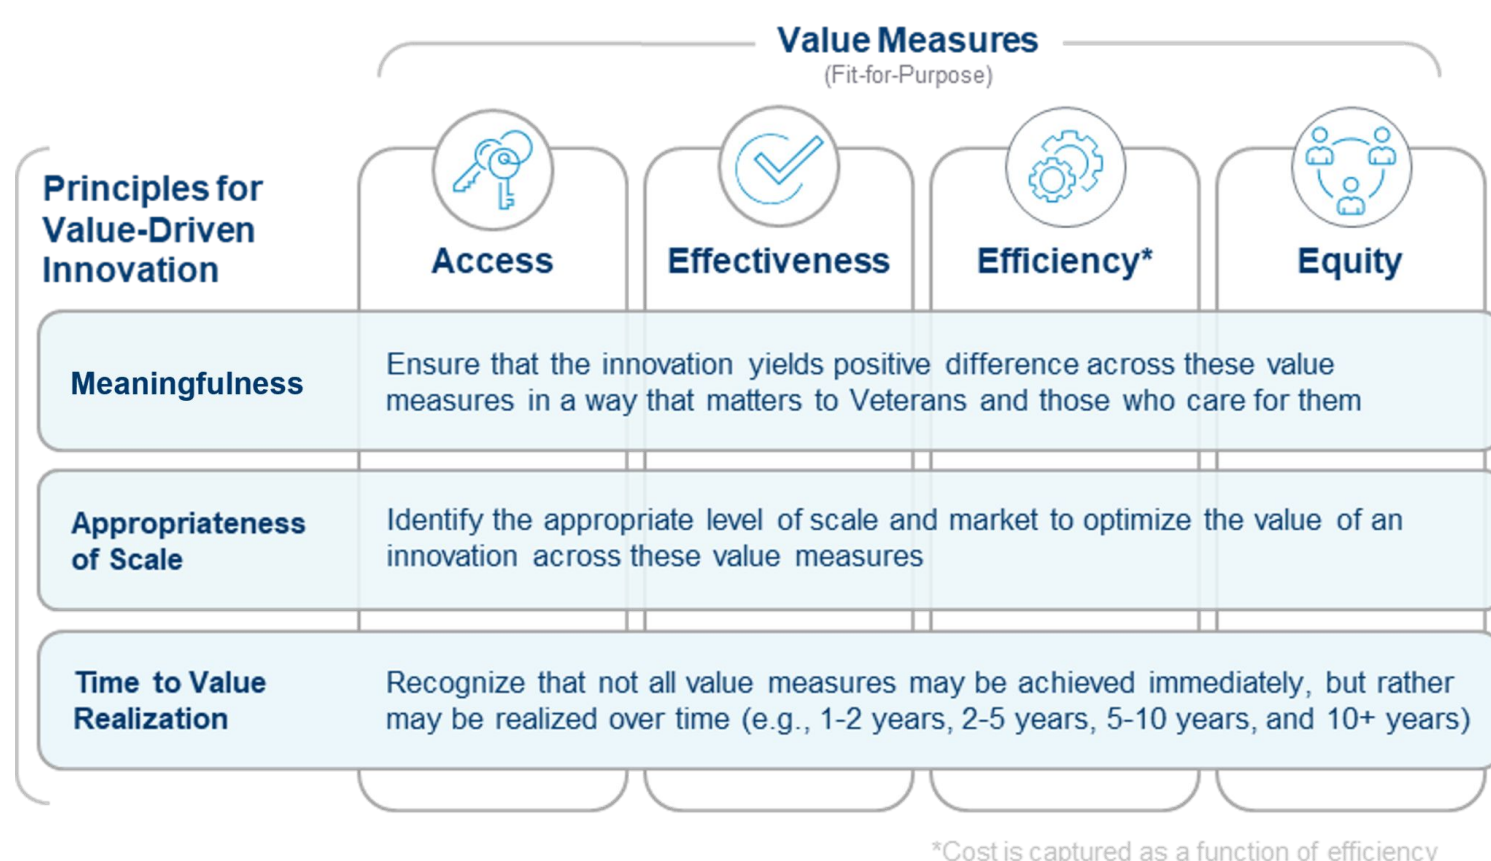 Value Measures
(Fit-for-Purpose)
Principles for
Value-Driven
Innovation
Access
Effectiveness
Efficiency*
Equity
Meaningfulness
Ensure that the innovation yields positive difference across these value
measures in a way that matters to Veterans and those who care for them
Appropriateness
of Scale
Identify the appropriate level of scale and market to optimize the value of an
innovation across these value measures
Time to Value
Realization
Recognize that not all value measures may be achieved immediately, but rather
may be realized over time (e.g., 1-2 years, 2-5 years, 5-10 years, and 10+ years)
*Cost is captured as a function of efficiency